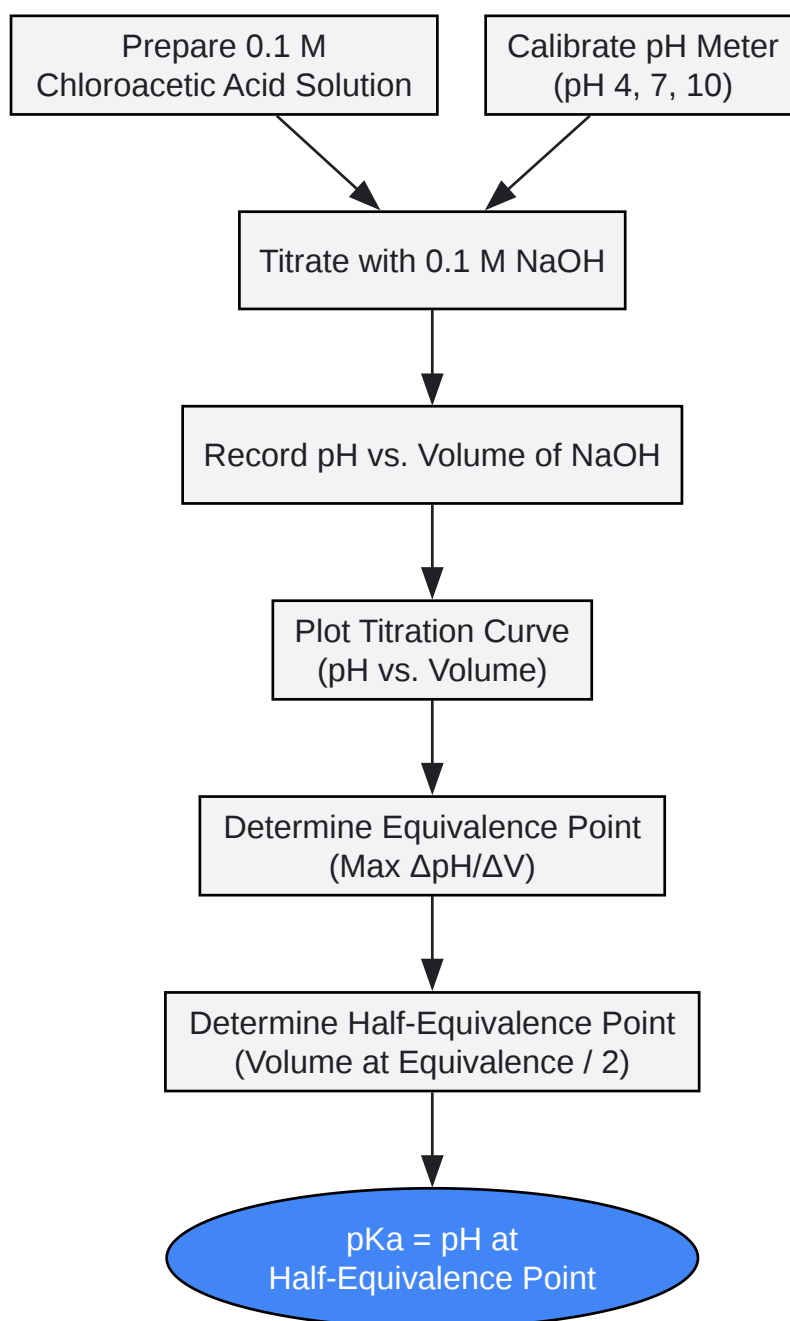 Prepare 0.1 M
Chloroacetic Acid Solution
Calibrate pH Meter
(pH 4, 7, 10)
Titrate with 0.1 M NaOH
Record pH vs. Volume of NaOH
Plot Titration Curve
(pH vs. Volume)
Determine Equivalence Point
(Max ΔpH/ΔV)
Determine Half-Equivalence Point
(Volume at Equivalence / 2)
pKa = pH at
Half-Equivalence Point